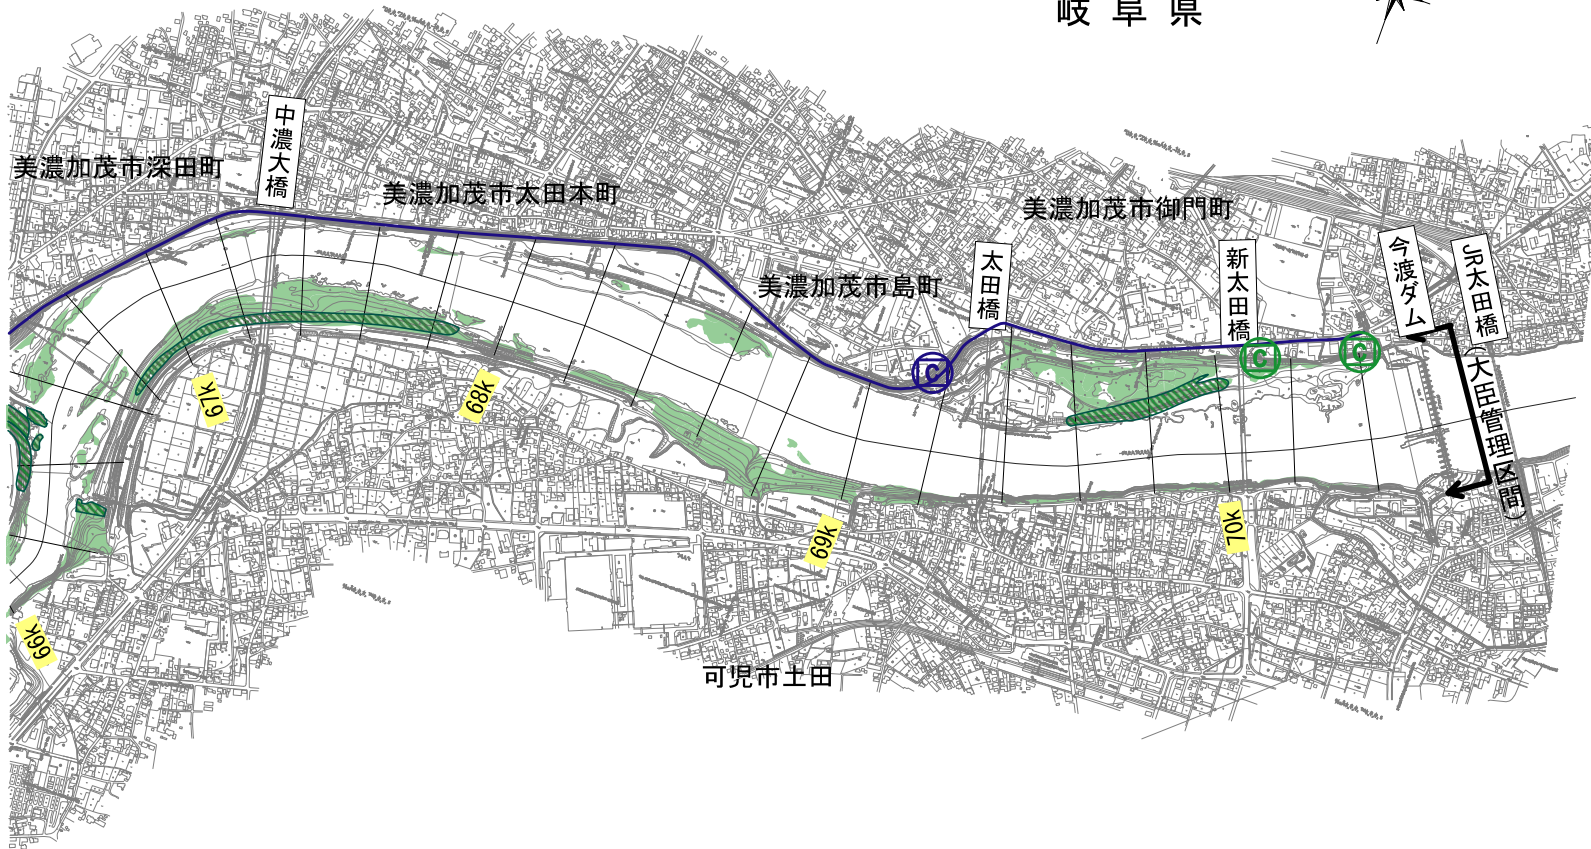 岐阜県
中濃大橋
美濃加茂市深田町
美濃加茂市太田本町
美濃加茂市御門町
美濃加茂市島町
太田橋
新太田橋
今渡ダム
JR太田橋
(大臣管理区間)
C
C
C
67k
68k
69k
70k
66k
可児市土田